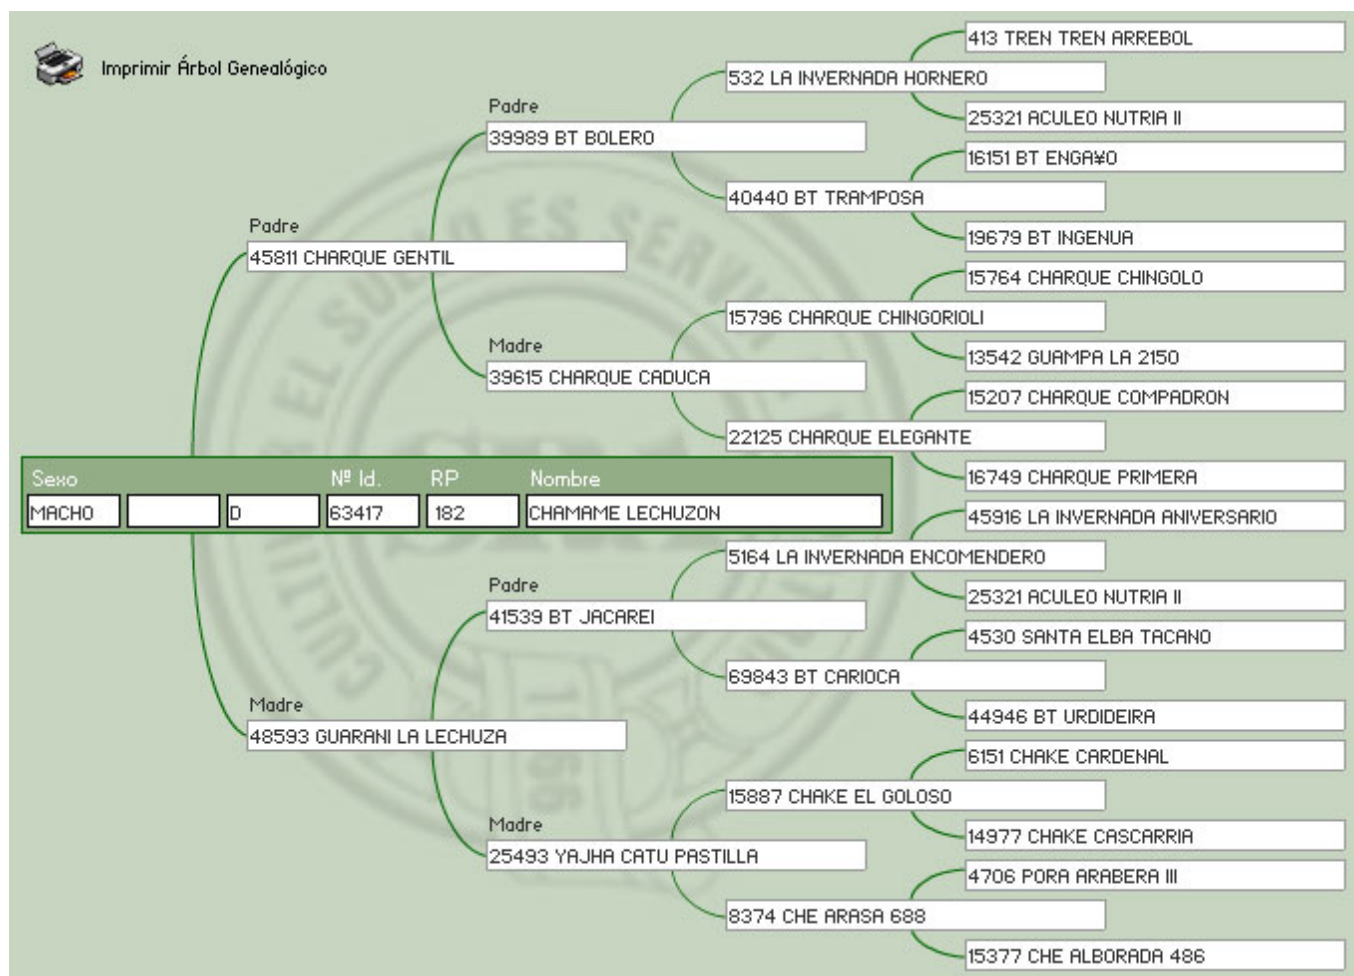 Imprimir Árbol Genealógico
413 TREN TREN ARREBOL
532 LA INVERNADA HORNERO
25321 ACULEO NUTRIA II
Padre
39989 BT BOLERO
16151 BT ENGA¥O
40440 BT TRAMPOSA
19679 BT INGENUA
Padre
45811 CHARQUE GENTIL
15764 CHARQUE CHINGOLO
15796 CHARQUE CHINGORIOLI
13542 GUAMPA LA 2150
Madre
39615 CHARQUE CADUCA
15207 CHARQUE COMPADRON
22125 CHARQUE ELEGANTE
16749 CHARQUE PRIMERA
Sexo Nº Id. RP Nombre
MACHO D 63417 182 CHAMAME LECHUZON
45916 LA INVERNADA ANIVERSARIO
5164 LA INVERNADA ENCOMENDERO
25321 ACULEO NUTRIA II
Padre
41539 BT JACAREI
4530 SANTA ELBA TACANO
69843 BT CARIOCA
44946 BT URDIDEIRA
Madre
48593 GUARANI LA LECHUZA
6151 CHAKE CARDENAL
15887 CHAKE EL GOLOSO
14977 CHAKE CASCARRIA
Madre
25493 YAJHA CATU PASTILLA
4706 PORA ARABERA III
8374 CHE ARASA 688
15377 CHE ALBORADA 486
CULTIVAR EL SUELO ES SERVIR
1866